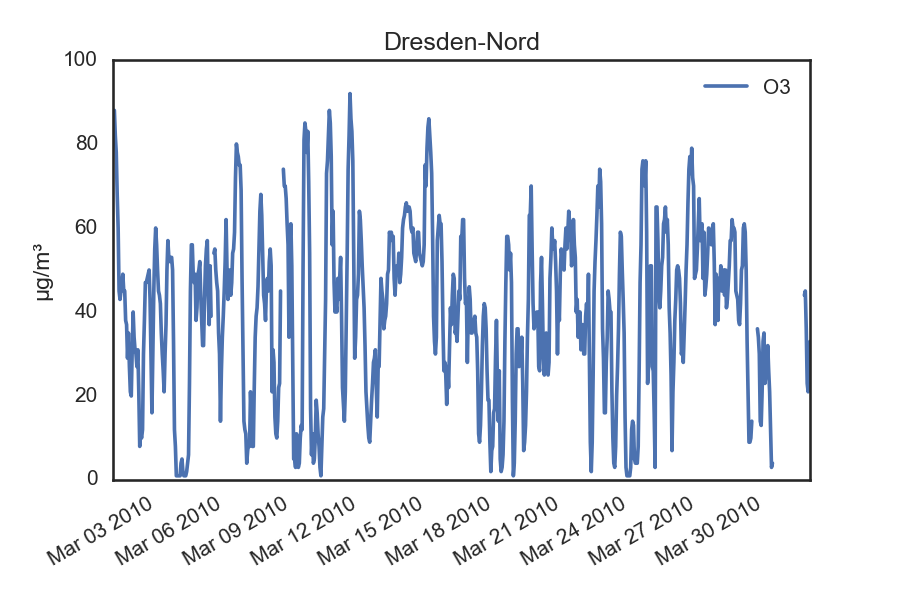 Dresden-Nord
100
80
60
40
20
0
µg/m³
O3
Mar 03 2010
Mar 06 2010
Mar 09 2010
Mar 12 2010
Mar 15 2010
Mar 18 2010
Mar 21 2010
Mar 24 2010
Mar 27 2010
Mar 30 2010